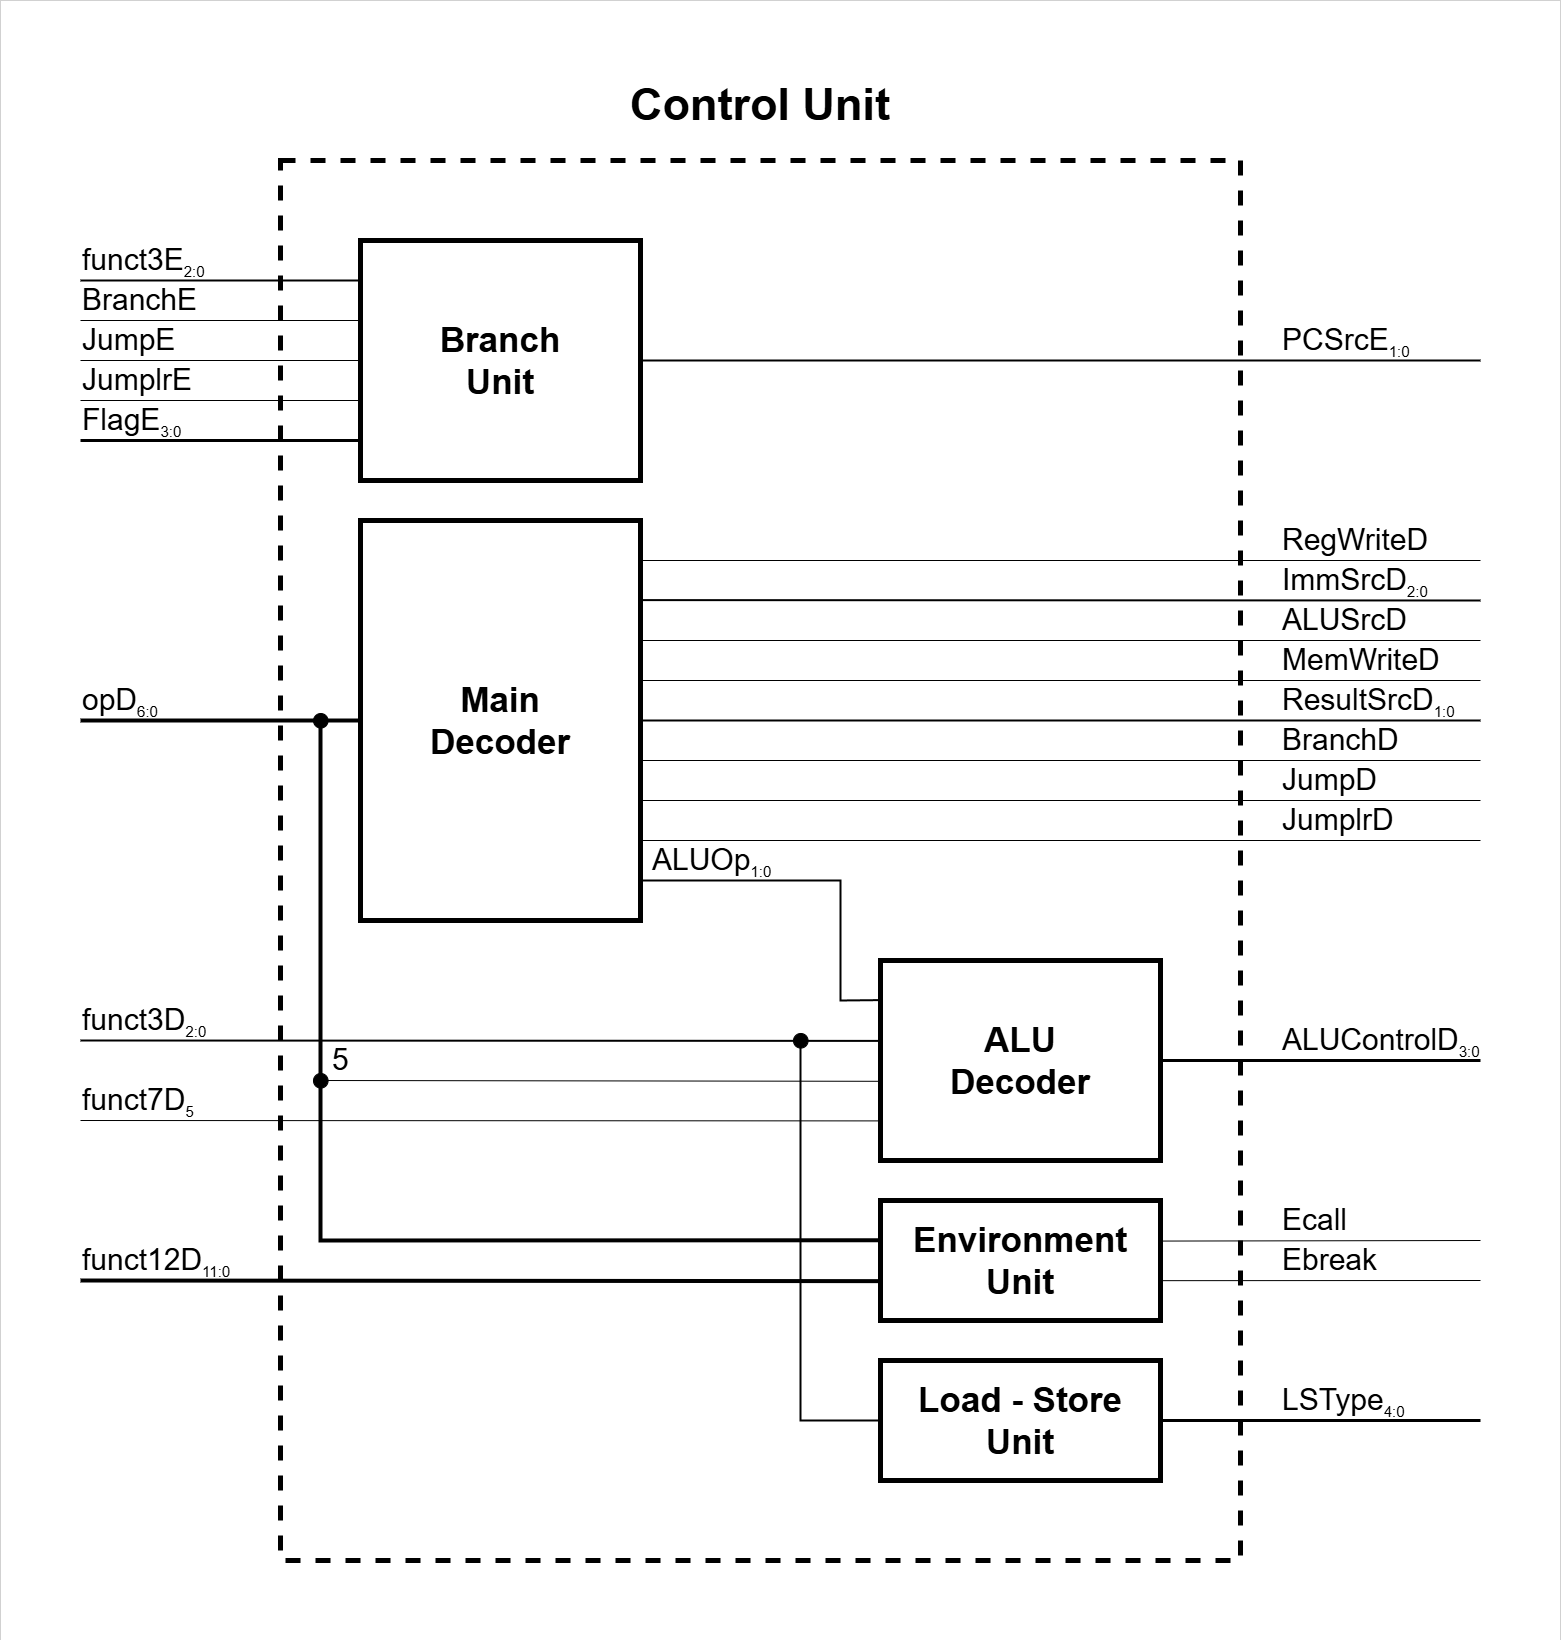 Control Unit
funct3E2:0
BranchE
JumpE
JumplrE
FlagE3:0
Branch
Unit
PCSrcE1:0
opD6:0
Main
Decoder
RegWriteD
ImmSrcD2:0
ALUSrcD
MemWriteD
ResultSrcD1:0
BranchD
JumpD
JumplrD
ALUOp1:0
funct3D2:0
5
funct7D5
ALU
Decoder
ALUControlD3:0
funct12D11:0
Environment
Unit
Ecall
Ebreak
Load - Store
Unit
LSType4:0